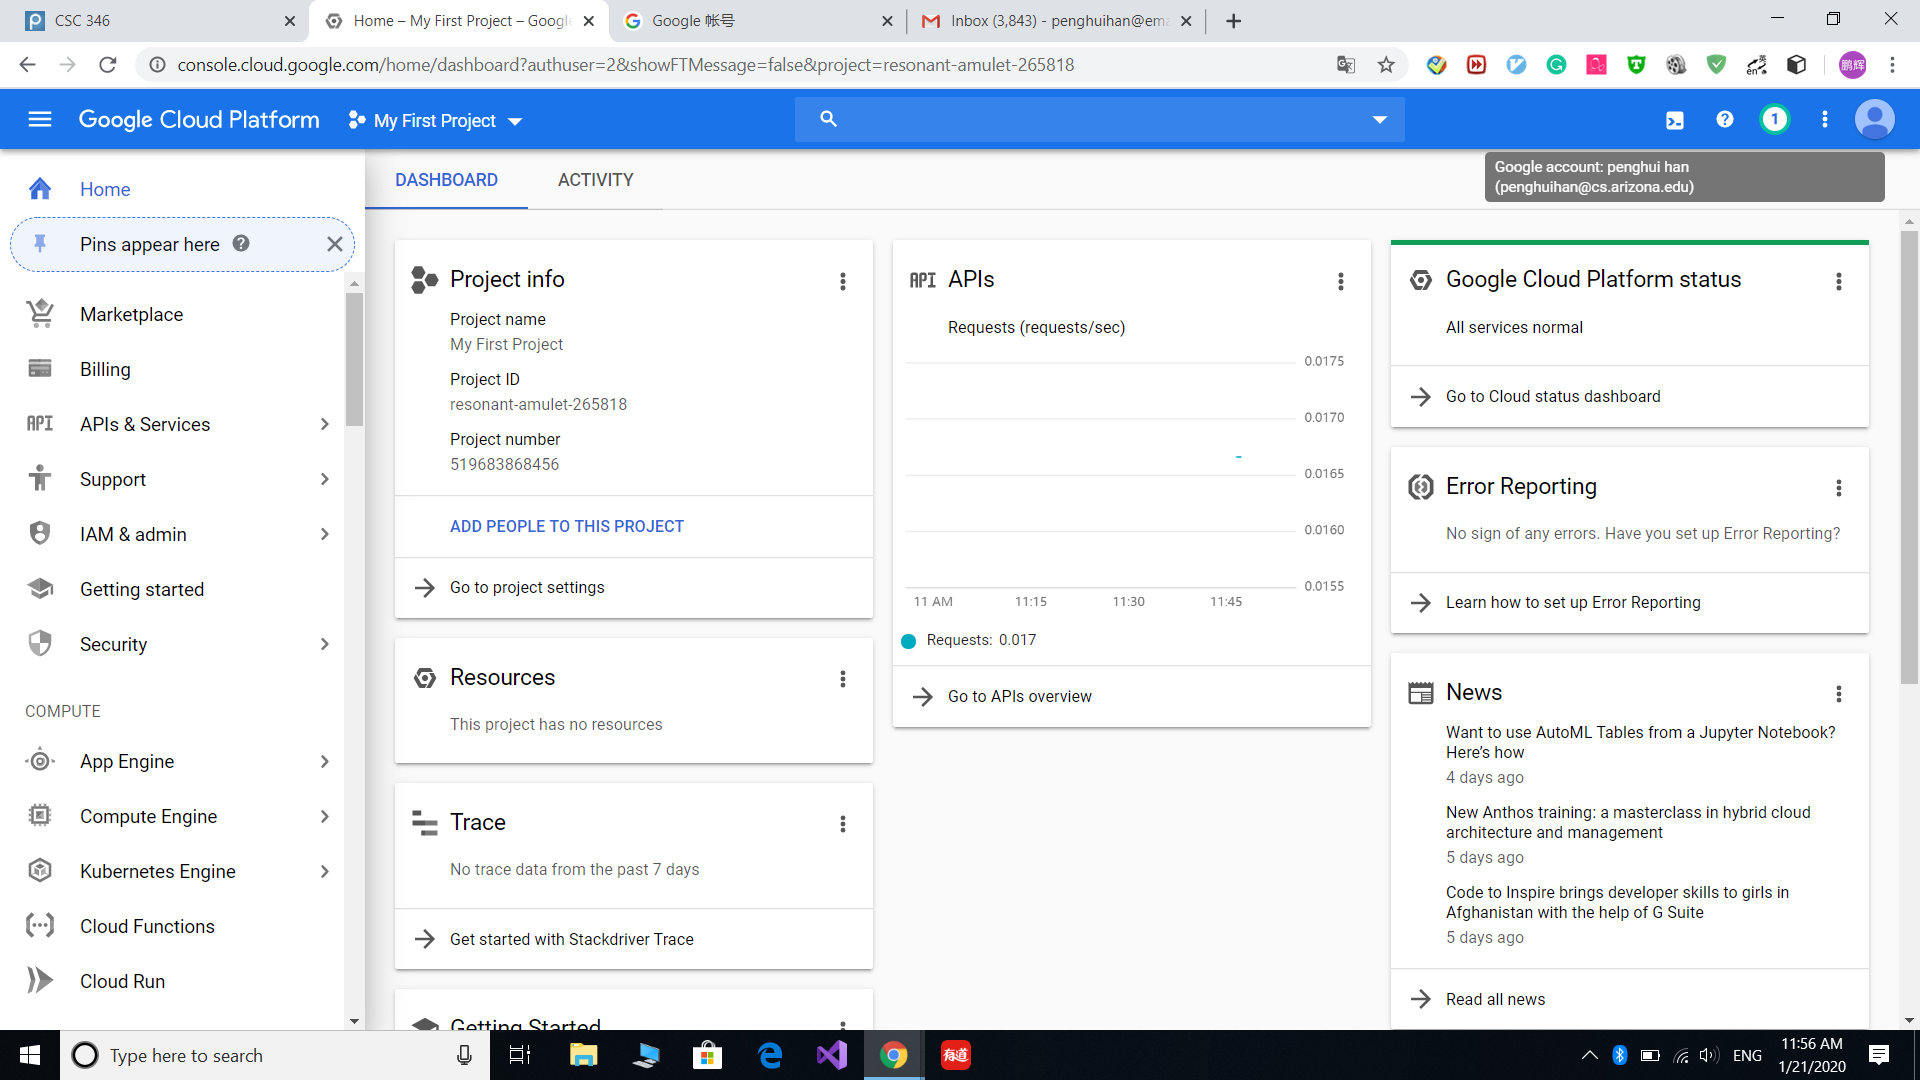 CSC 346
Home – My First Project – Google
Google 帐号
Inbox (3,843) - penghuihan@ema
console.cloud.google.com/home/dashboard?authuser=2&showFTMessage=false&project=resonant-amulet-265818
en英
鹏辉
Google Cloud Platform
My First Project
1
Google account: penghui han
(penghuihan@cs.arizona.edu)
DASHBOARD
ACTIVITY
Home
Pins appear here
Marketplace
Billing
API
APIs & Services
Support
IAM & admin
Getting started
Security
COMPUTE
App Engine
Compute Engine
Kubernetes Engine
Cloud Functions
Cloud Run
Project info
Project name
My First Project
Project ID
resonant-amulet-265818
Project number
519683868456
ADD PEOPLE TO THIS PROJECT
Go to project settings
Resources
This project has no resources
Trace
No trace data from the past 7 days
Get started with Stackdriver Trace
Getting Started
API
APIs
Requests (requests/sec)
0.0175
0.0170
0.0165
0.0160
0.0155
11 AM
11:15
11:30
11:45
Requests: 0.017
Go to APIs overview
Google Cloud Platform status
All services normal
Go to Cloud status dashboard
Error Reporting
No sign of any errors. Have you set up Error Reporting?
Learn how to set up Error Reporting
News
Want to use AutoML Tables from a Jupyter Notebook?
Here's how
4 days ago
New Anthos training: a masterclass in hybrid cloud
architecture and management
5 days ago
Code to Inspire brings developer skills to girls in
Afghanistan with the help of G Suite
5 days ago
Read all news
Type here to search
有道
ENG
11:56 AM
1/21/2020